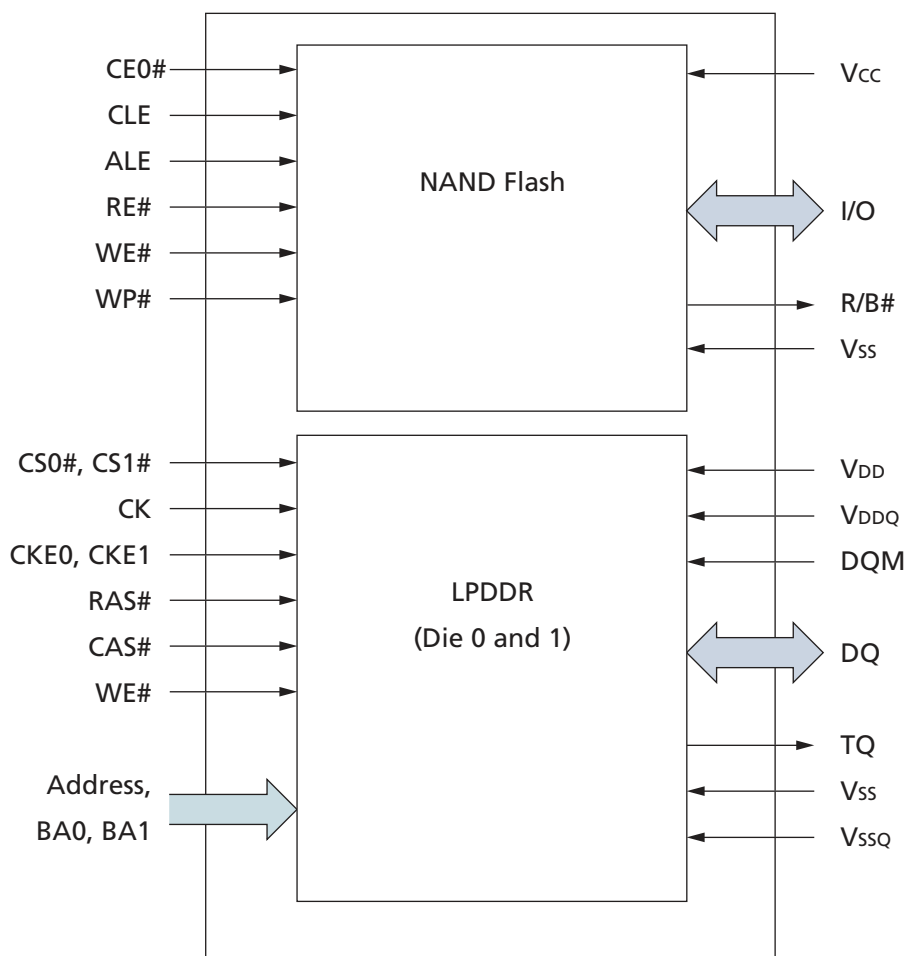 CE0#
CLE
ALE
RE#
WE#
WP#
NAND Flash
Vcc
I/O
R/B#
Vss
CS0#, CS1#
CK
CKE0, CKE1
RAS#
CAS#
WE#
Address,
BA0, BA1
LPDDR
(Die 0 and 1)
VDD
VDDQ
DQM
DQ
TQ
Vss
VssQ